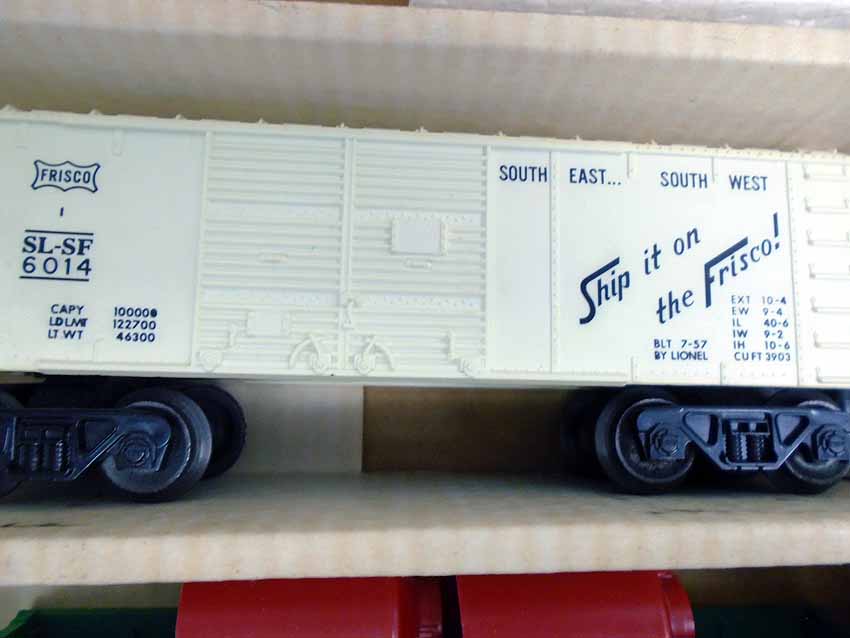 FRISCO
1
SL-SF
6014
CAPY 100000
LD LMT 122700
LT WT 46300
SOUTH EAST... SOUTH WEST
Ship it on
the Frisco!
BLT 7-57
BY LIONEL
EXT 10-4
EW 9-4
IL 40-6
IW 9-2
IH 10-6
CU FT 3903